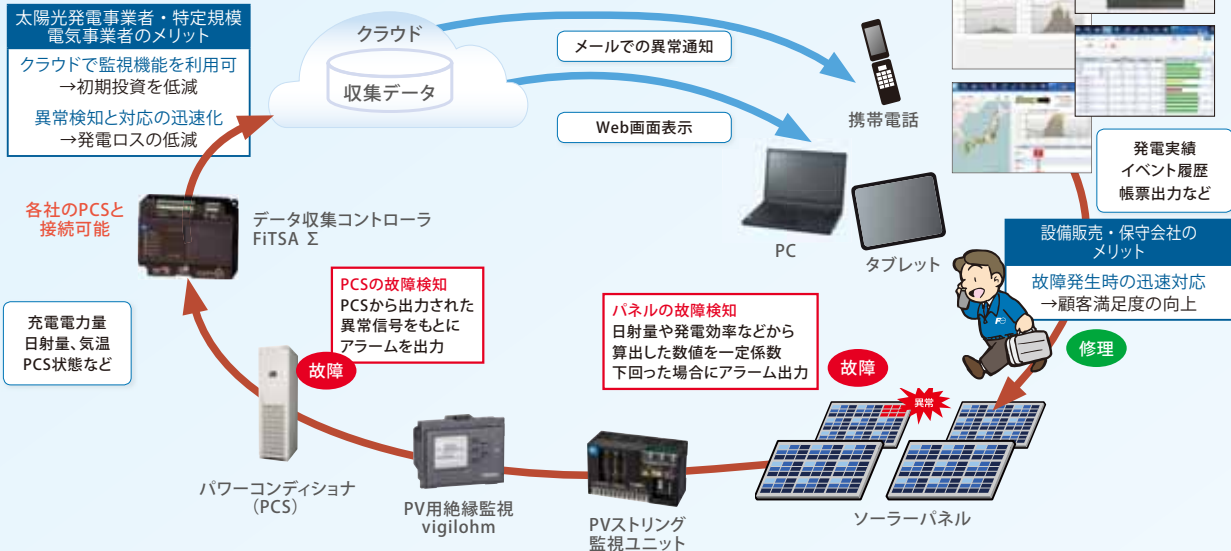 太陽光発電事業者・特定規模
電気事業者のメリット
クラウドで監視機能を利用可
→初期投資を低減
異常検知と対応の迅速化
→発電ロスの低減
クラウド
収集データ
メールでの異常通知
Web画面表示
携帯電話
PC
タブレット
発電実績
イベント履歴
帳票出力など
各社のPCSと
接続可能
データ収集コントローラ
FiTSA Σ
設備販売・保守会社の
メリット
故障発生時の迅速対応
→顧客満足度の向上
充電電力量
日射量、気温
PCS状態など
PCSの故障検知
PCSから出力された
異常信号をもとに
アラームを出力
故障
パネルの故障検知
日射量や発電効率などから
算出した数値を一定係数
下回った場合にアラーム出力
故障
異常
修理
パワーコンディショナ
(PCS)
PV用絶縁監視
vigilohm
PVストリング
監視ユニット
ソーラーパネル